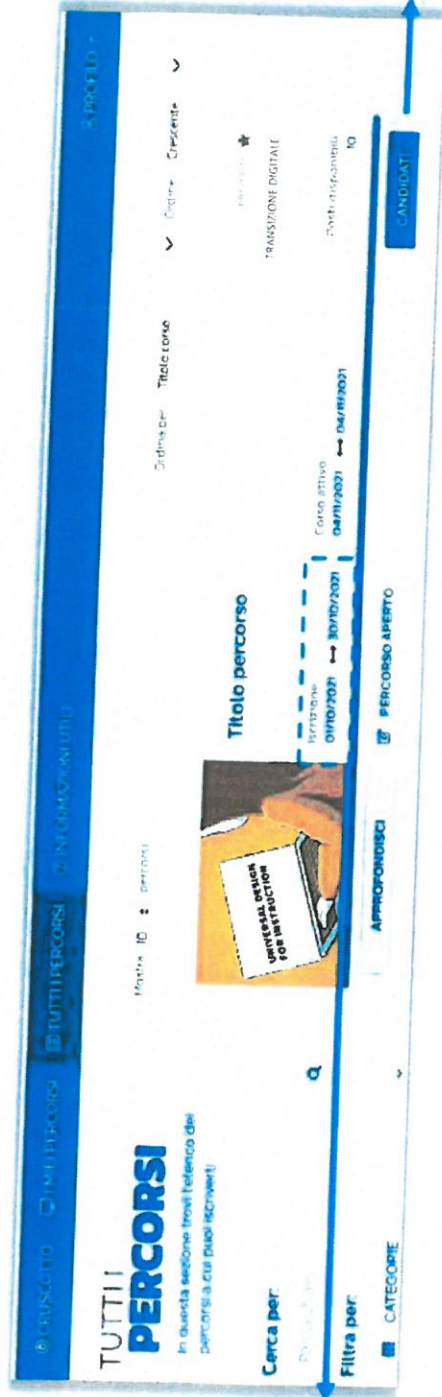 CRUSCOTTO I MIEI PERCORSI TUTTI I PERCORSI INFORMAZIONI UTILI PROFILO
TUTTI I
PERCORSI
In questa sezione trovi l'elenco dei
percorsi a cui puoi iscriverti
Cerca per:
Filtra per:
CATEGORIE
Mostra 10 percorsi
Ordina per Titolo corso Ordine Crescente
UNIVERSAL DESIGN
FOR INSTRUCTION
Titolo percorso
TRANSIZIONE DIGITALE
Iscrizione
01/10/2021 ↔ 30/10/2021
Corso attivo
04/11/2021 ↔ 04/11/2021
Posti disponibili
10
APPROFONDISCI
PERCORSO APERTO
CANDIDATI